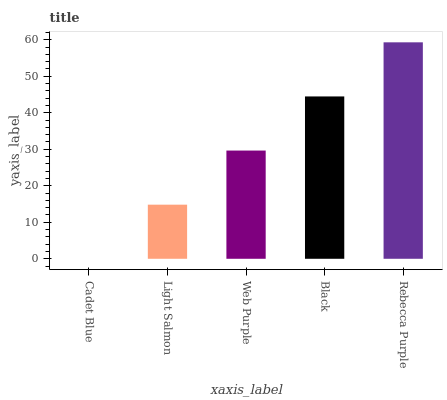 title
60
50
40
30
20
10
0
yaxis_label
Cadet Blue
Light Salmon
Web Purple
Black
Rebecca Purple
xaxis_label